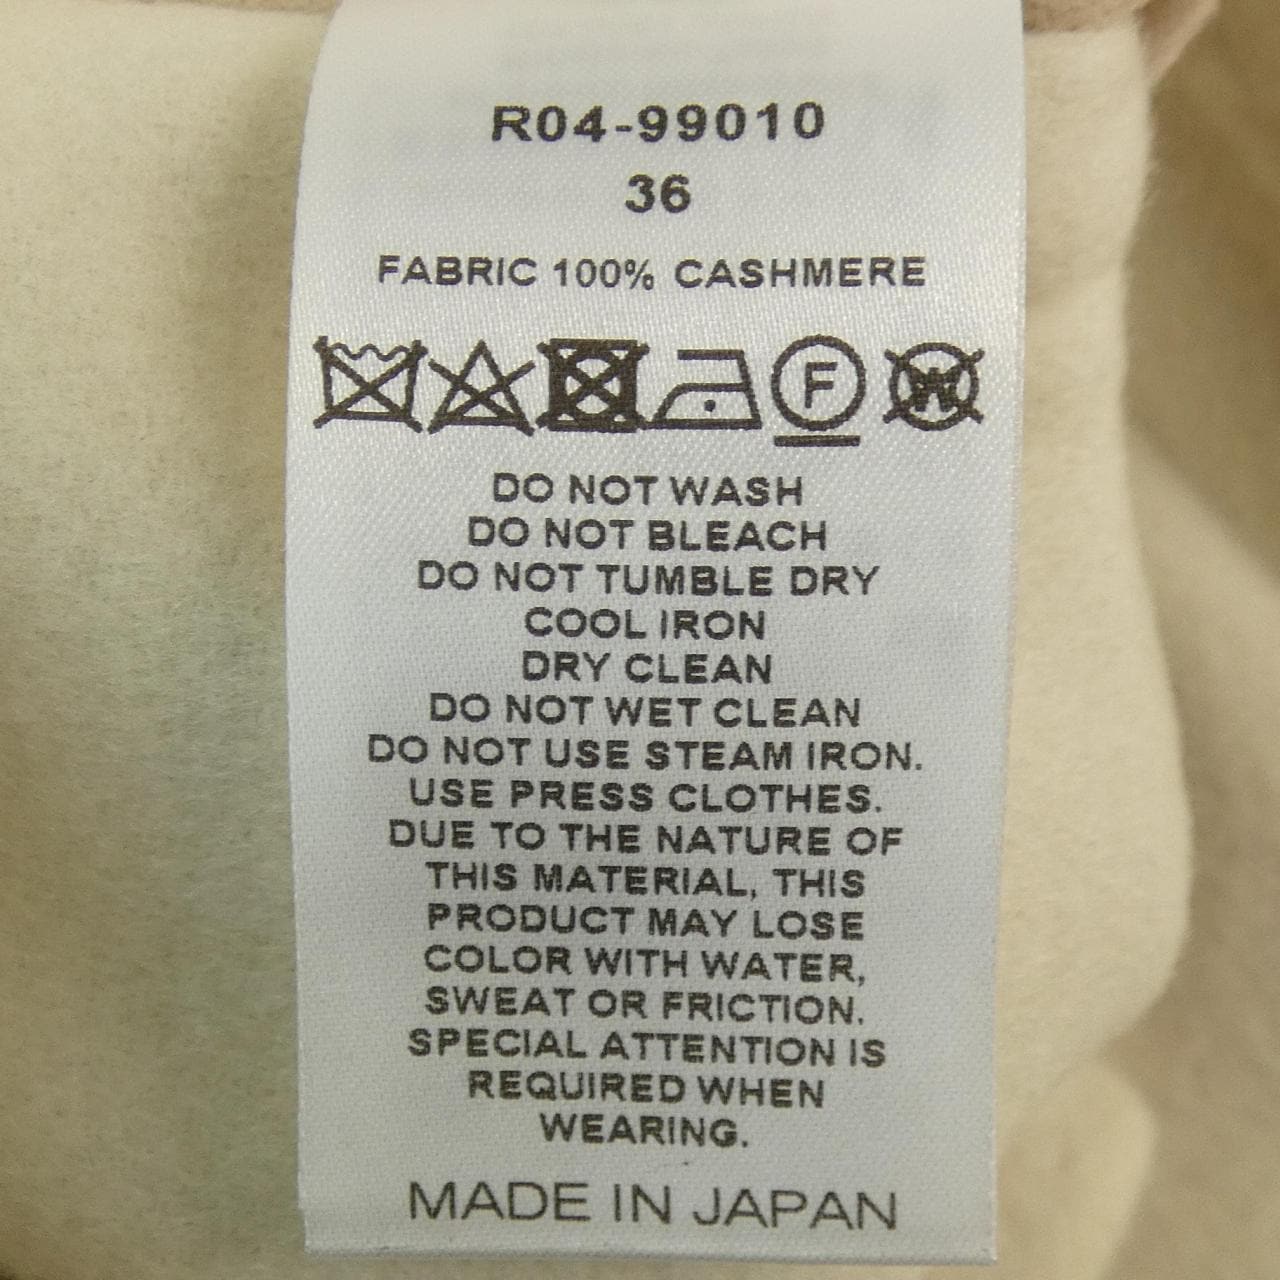 R04-99010
36
FABRIC 100% CASHMERE
F W
DO NOT WASH
DO NOT BLEACH
DO NOT TUMBLE DRY
COOL IRON
DRY CLEAN
DO NOT WET CLEAN
DO NOT USE STEAM IRON.
USE PRESS CLOTHES.
DUE TO THE NATURE OF
THIS MATERIAL, THIS
PRODUCT MAY LOSE
COLOR WITH WATER,
SWEAT OR FRICTION.
SPECIAL ATTENTION IS
REQUIRED WHEN
WEARING.
MADE IN JAPAN